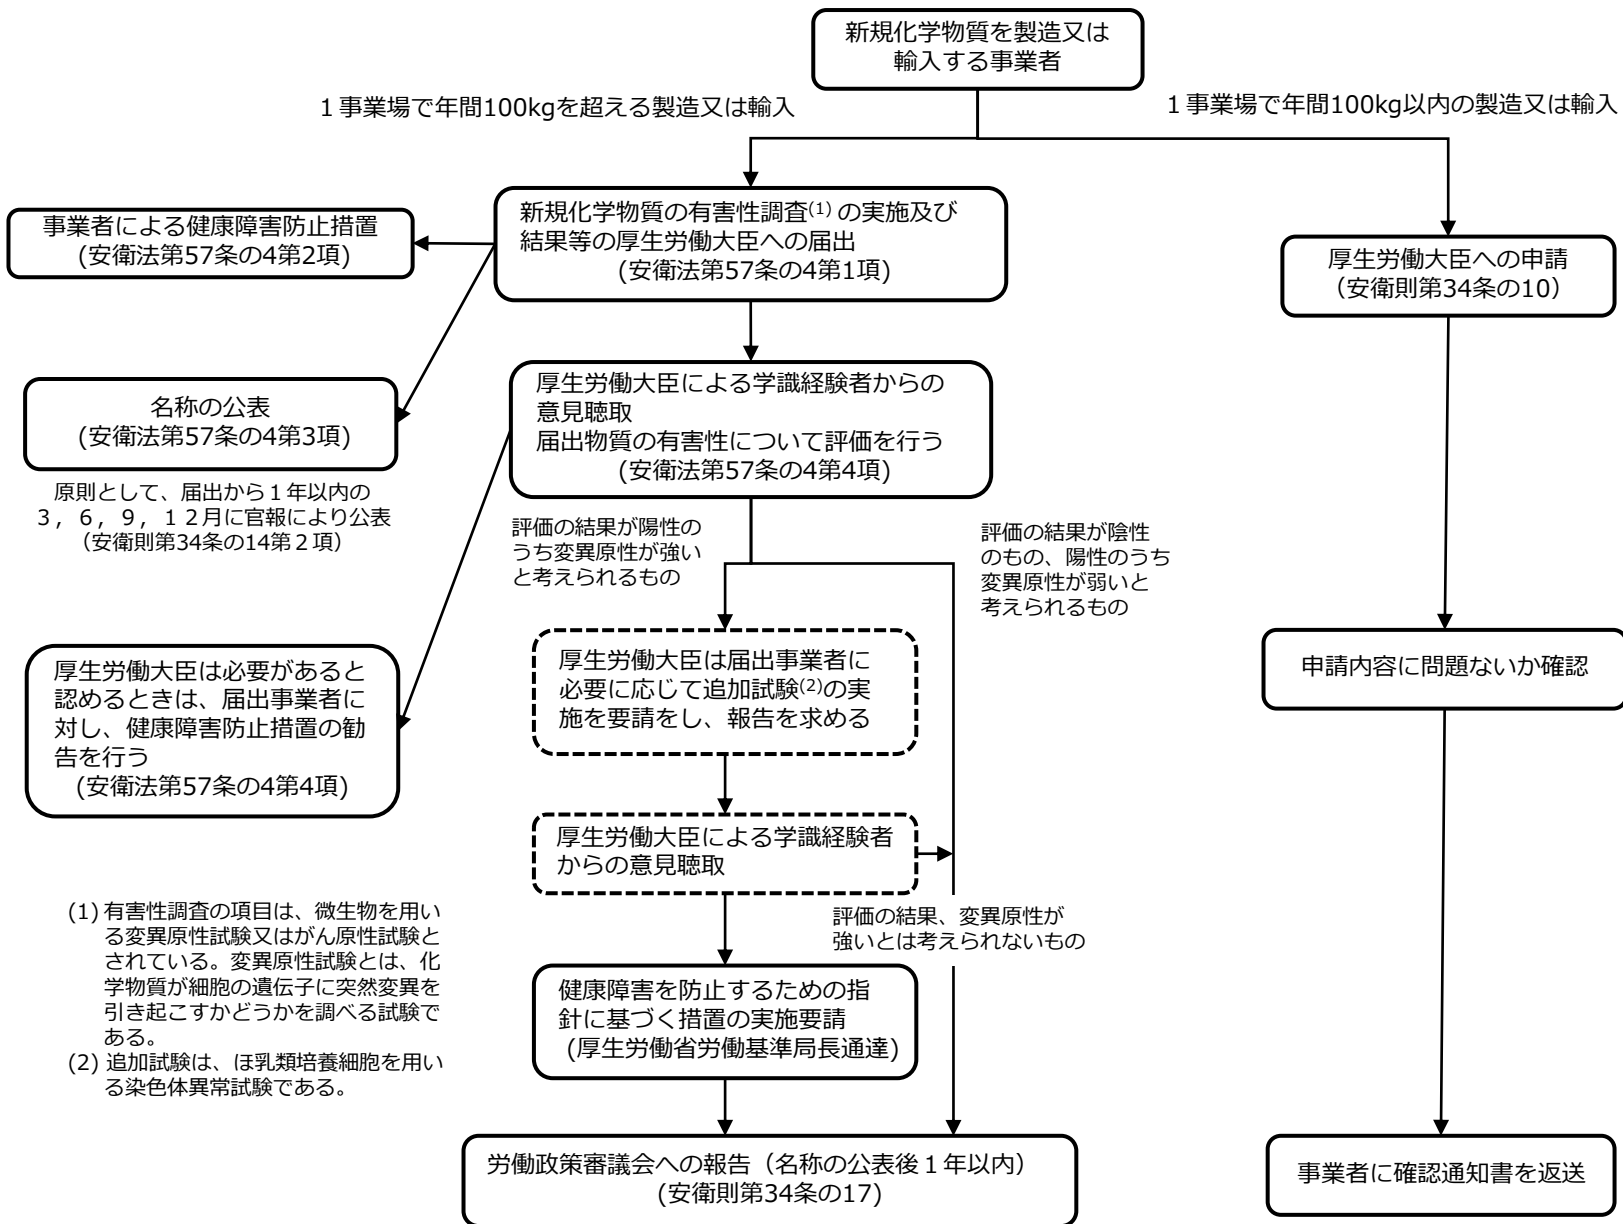 新規化学物質を製造又は
輸入する事業者
１事業場で年間100kgを超える製造又は輸入
１事業場で年間100kg以内の製造又は輸入
事業者による健康障害防止措置
(安衛法第57条の4第2項)
新規化学物質の有害性調査(1) の実施及び
結果等の厚生労働大臣への届出
(安衛法第57条の4第1項)
厚生労働大臣への申請
（安衛則第34条の10）
名称の公表
(安衛法第57条の4第3項)
原則として、届出から１年以内の
３，６，９，１２月に官報により公表
（安衛則第34条の14第２項）
厚生労働大臣による学識経験者からの
意見聴取
届出物質の有害性について評価を行う
(安衛法第57条の4第4項)
評価の結果が陽性の
うち変異原性が強い
と考えられるもの
評価の結果が陰性
のもの、陽性のうち
変異原性が弱いと
考えられるもの
厚生労働大臣は必要があると
認めるときは、届出事業者に
対し、健康障害防止措置の勧
告を行う
(安衛法第57条の4第4項)
厚生労働大臣は届出事業者に
必要に応じて追加試験(2)の実
施を要請をし、報告を求める
申請内容に問題ないか確認
厚生労働大臣による学識経験者
からの意見聴取
評価の結果、変異原性が
強いとは考えられないもの
(1) 有害性調査の項目は、微生物を用い
る変異原性試験又はがん原性試験と
されている。変異原性試験とは、化
学物質が細胞の遺伝子に突然変異を
引き起こすかどうかを調べる試験で
ある。
(2) 追加試験は、ほ乳類培養細胞を用い
る染色体異常試験である。
健康障害を防止するための指
針に基づく措置の実施要請
(厚生労働省労働基準局長通達)
労働政策審議会への報告（名称の公表後１年以内）
(安衛則第34条の17)
事業者に確認通知書を返送